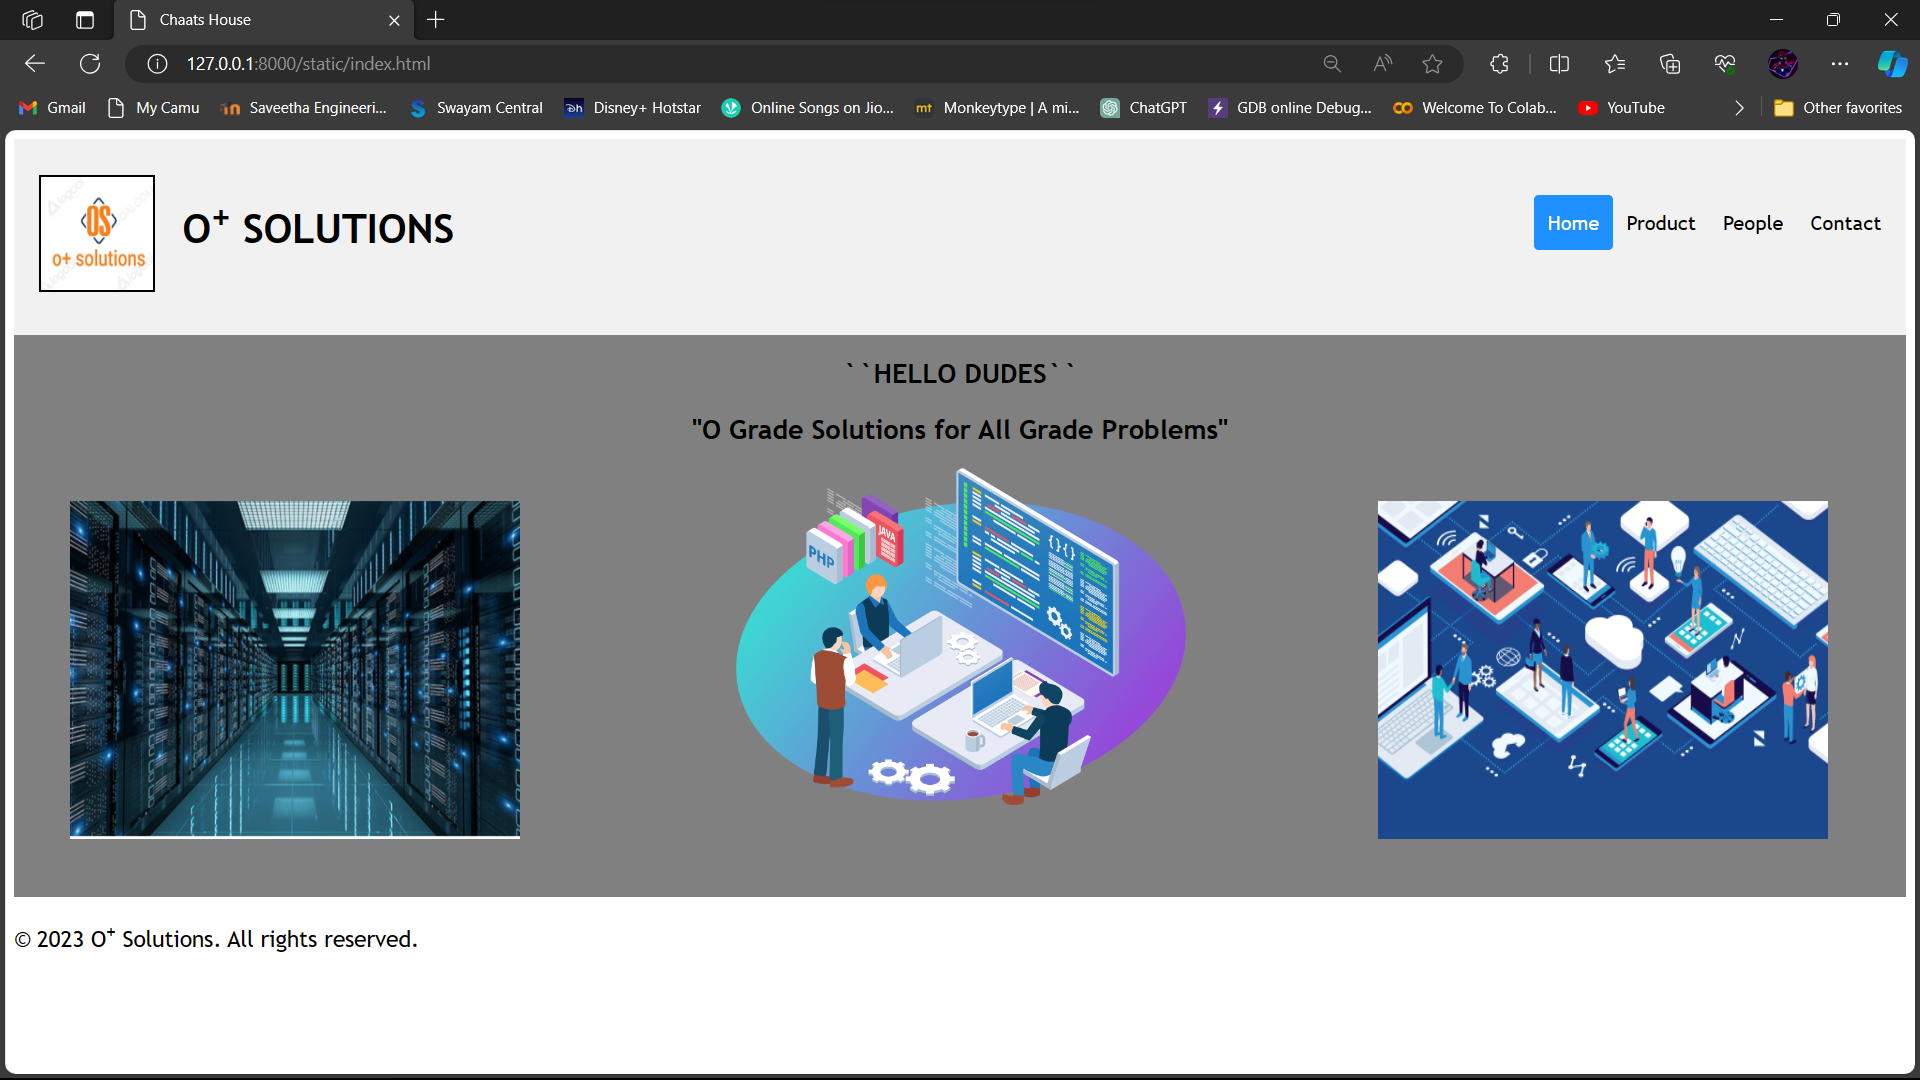 Chaats House
127.0.0.1:8000/static/index.html
Gmail
My Camu
Saveetha Engineeri...
Swayam Central
Disney+ Hotstar
Online Songs on Jio...
Monkeytype | A mi...
ChatGPT
GDB online Debug...
Welcome To Colab...
YouTube
Other favorites
OS
o+ solutions
O⁺ SOLUTIONS
Home
Product
People
Contact
``HELLO DUDES``
"O Grade Solutions for All Grade Problems"
PHP
JAVA
{}{}
© 2023 O⁺ Solutions. All rights reserved.